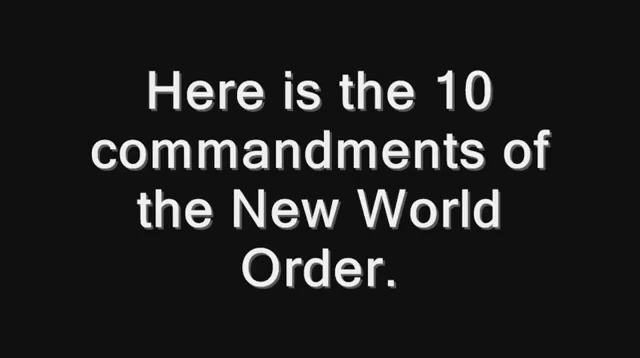 Here is the 10
commandments of
the New World
Order.